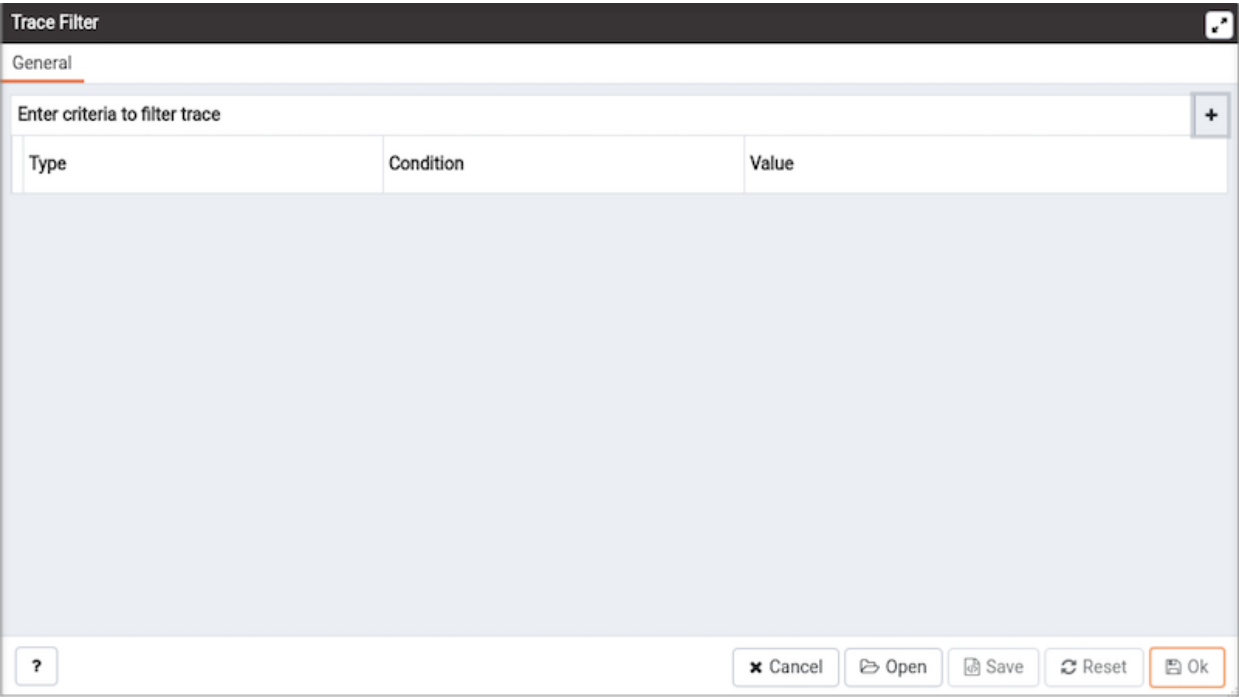 Trace Filter
General
Enter criteria to filter trace
+
Type Condition Value
? Cancel Open Save Reset Ok